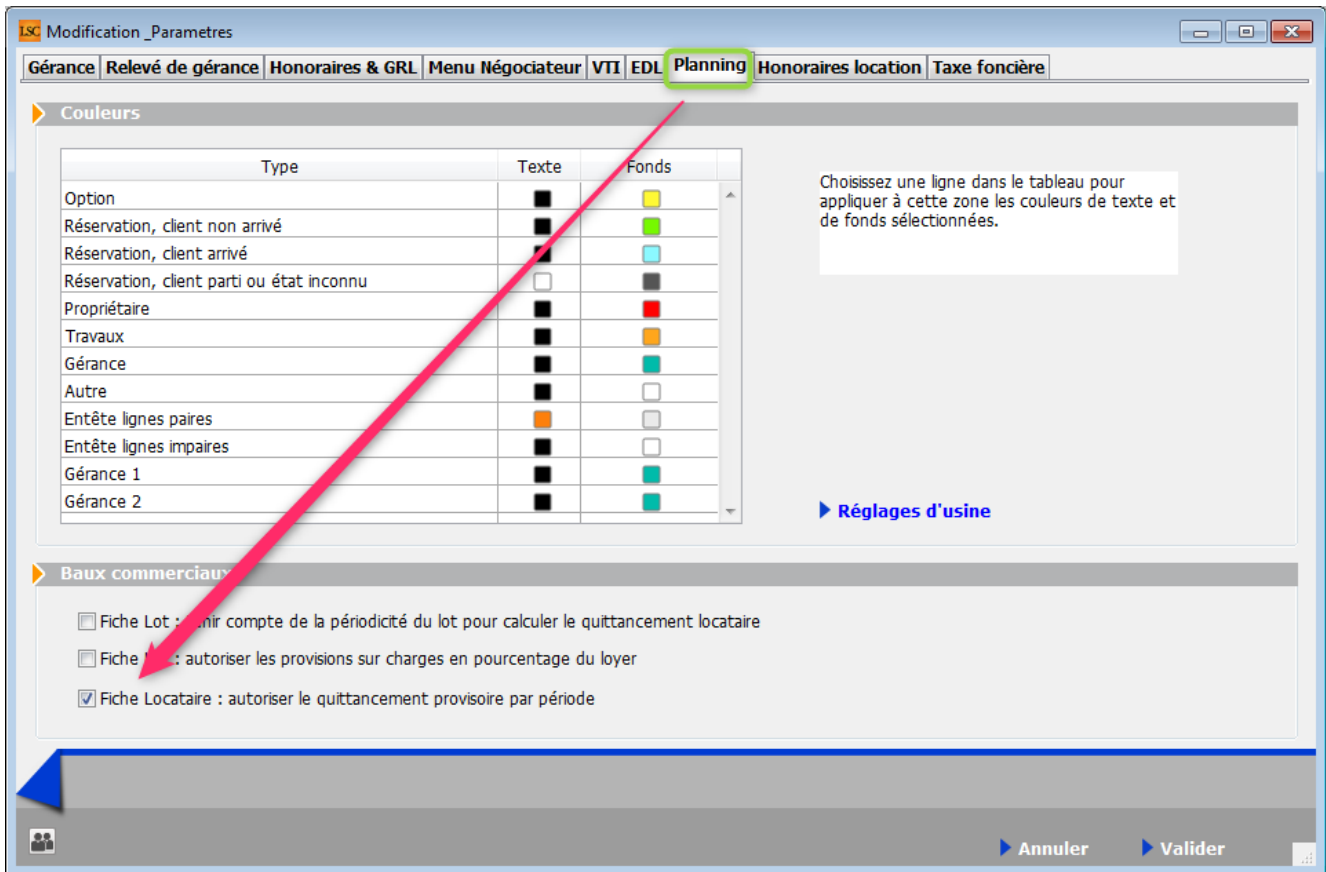 LSC Modification _Parametres
Gérance Relevé de gérance Honoraires & GRL Menu Négociateur VTI EDL Planning Honoraires location Taxe foncière
Couleurs
Type Texte Fonds
Option
Réservation, client non arrivé
Réservation, client arrivé
Réservation, client parti ou état inconnu
Propriétaire
Travaux
Gérance
Autre
Entête lignes paires
Entête lignes impaires
Gérance 1
Gérance 2
Choisissez une ligne dans le tableau pour
appliquer à cette zone les couleurs de texte et
de fonds sélectionnées.
Réglages d'usine
Baux commerciaux
Fiche Lot : tenir compte de la périodicité du lot pour calculer le quittancement locataire
Fiche : autoriser les provisions sur charges en pourcentage du loyer
Fiche Locataire : autoriser le quittancement provisoire par période
Annuler Valider